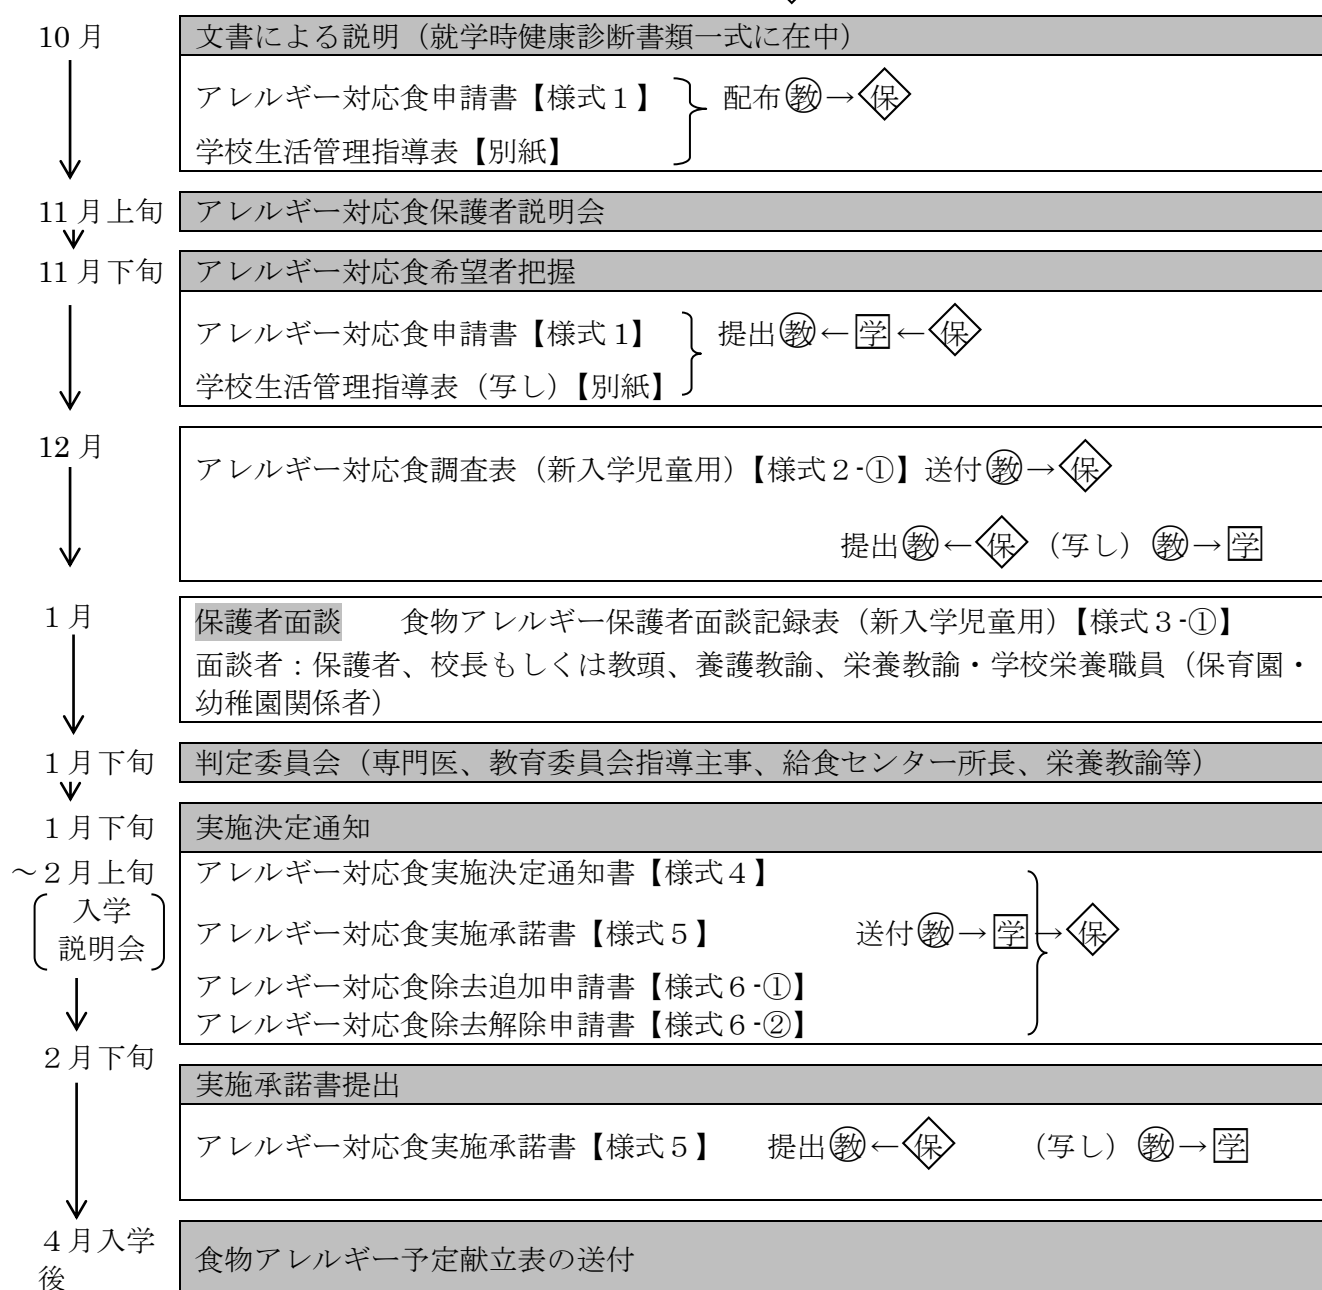 10 月
文書による説明（就学時健康診断書類一式に在中）
アレルギー対応食申請書【様式１】
配布教→保
学校生活管理指導表【別紙】
11 月上旬
アレルギー対応食保護者説明会
11 月下旬
アレルギー対応食希望者把握
アレルギー対応食申請書【様式 1】
提出教←学←保
学校生活管理指導表（写し）【別紙】
12 月
アレルギー対応食調査表（新入学児童用）【様式２-①】送付教→保
提出教←保（写し）教→学
１月
保護者面談　食物アレルギー保護者面談記録表（新入学児童用）【様式３-①】
面談者：保護者、校長もしくは教頭、養護教諭、栄養教諭・学校栄養職員（保育園・
幼稚園関係者）
１月下旬
判定委員会（専門医、教育委員会指導主事、給食センター所長、栄養教諭等）
１月下旬
～２月上旬
入学
説明会
実施決定通知
アレルギー対応食実施決定通知書【様式４】
アレルギー対応食実施承諾書【様式５】
送付教→学→保
アレルギー対応食除去追加申請書【様式６-①】
アレルギー対応食除去解除申請書【様式６-②】
２月下旬
実施承諾書提出
アレルギー対応食実施承諾書【様式５】　提出教←保　（写し）教→学
４月入学
後
食物アレルギー予定献立表の送付